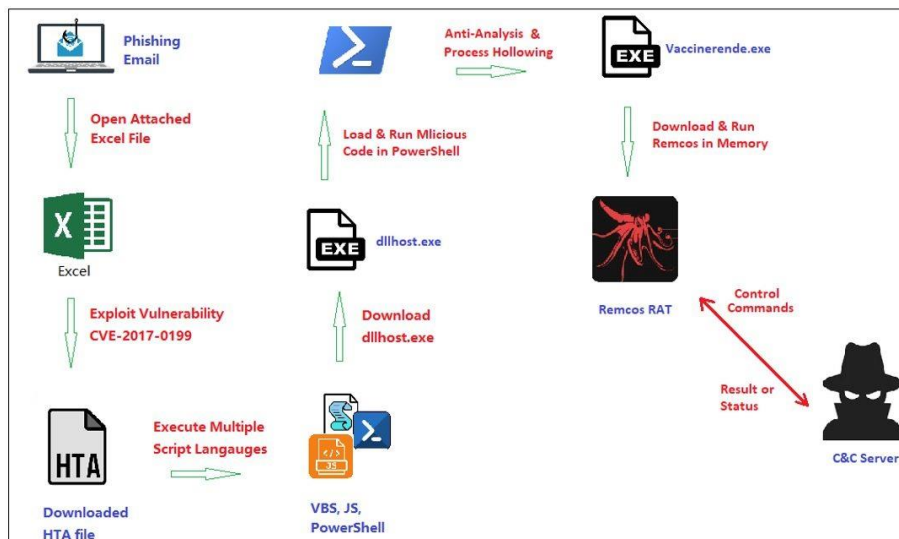 Phishing
Email
Open Attached
Excel File
Excel
Exploit Vulnerability
CVE-2017-0199
HTA
Downloaded
HTA file
Execute Multiple
Script Langauges
JS
VBS, JS,
PowerShell
Download
dllhost.exe
EXE
dllhost.exe
Load & Run Mlicious
Code in PowerShell
Anti-Analysis &
Process Hollowing
EXE
Vaccinerende.exe
Download & Run
Remcos in Memory
Remcos RAT
Control
Commands
Result or
Status
C&C Server